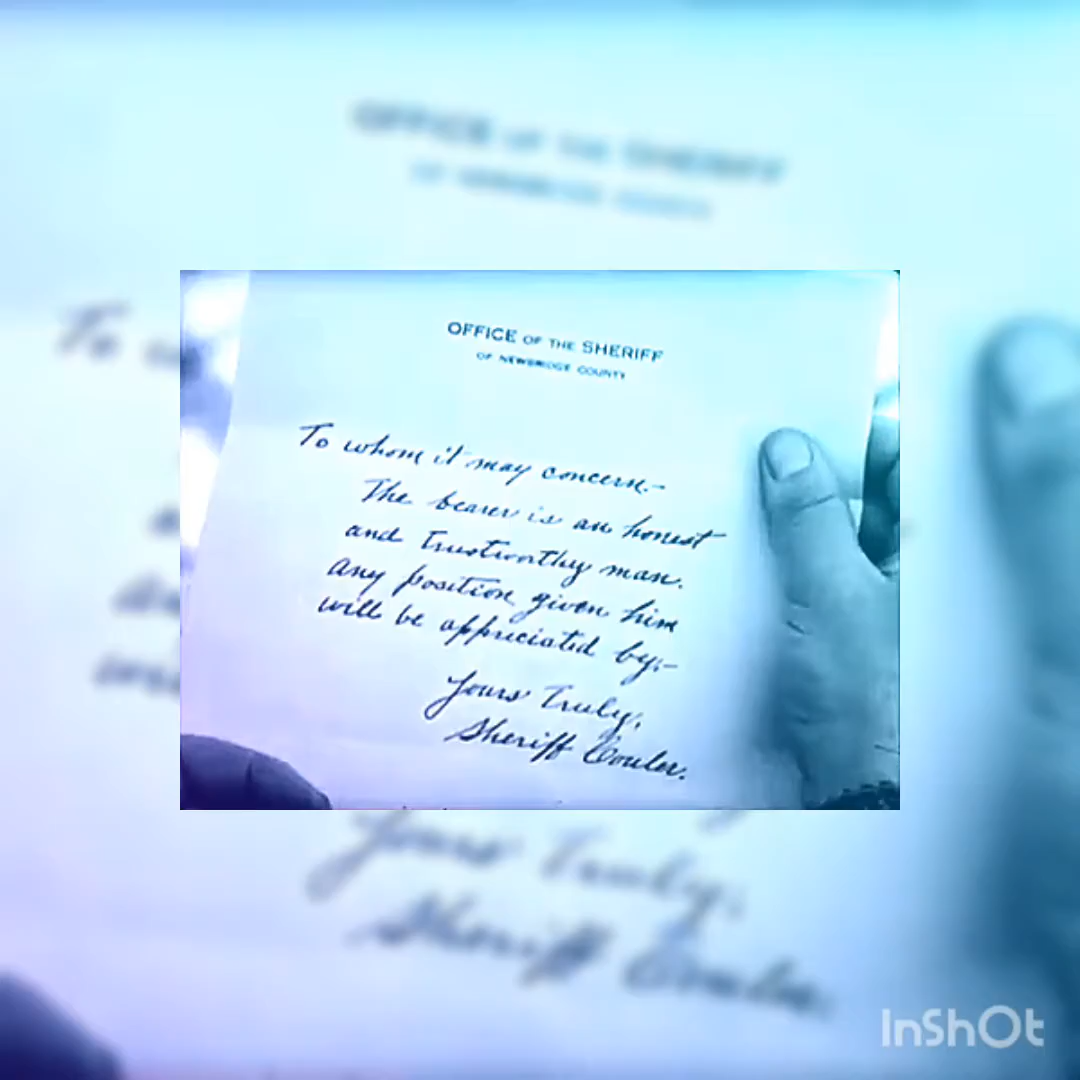 OFFICE OF THE SHERIFF
OF NEWBRIDGE COUNTY
To whom it may concern.-
The bearer is an honest
and trustworthy man.
Any position given him
will be appreciated by:-
Yours Truly,
Sheriff Couler.
InShOt